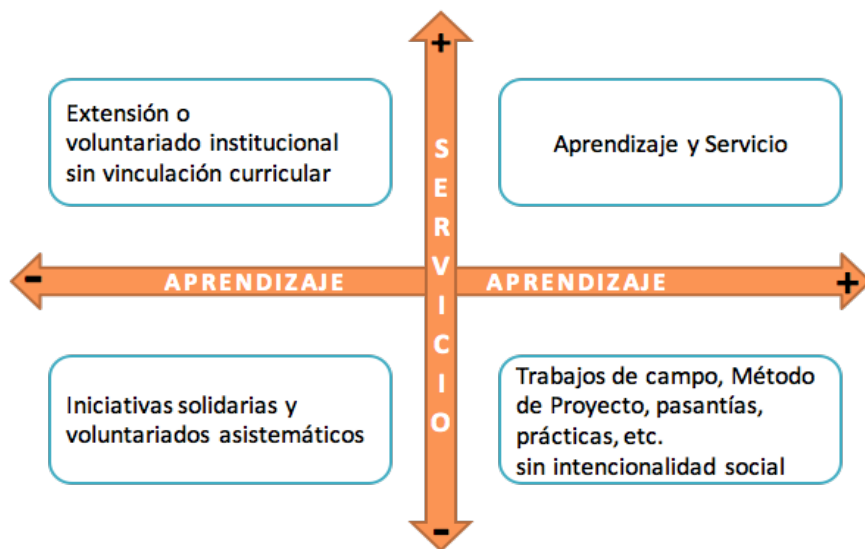 +
Extensión o
voluntariado institucional
sin vinculación curricular
Aprendizaje y Servicio
SERVICIO
- APRENDIZAJE APRENDIZAJE +
Iniciativas solidarias y
voluntariados asistemáticos
Trabajos de campo, Método
de Proyecto, pasantías,
prácticas, etc.
sin intencionalidad social
-